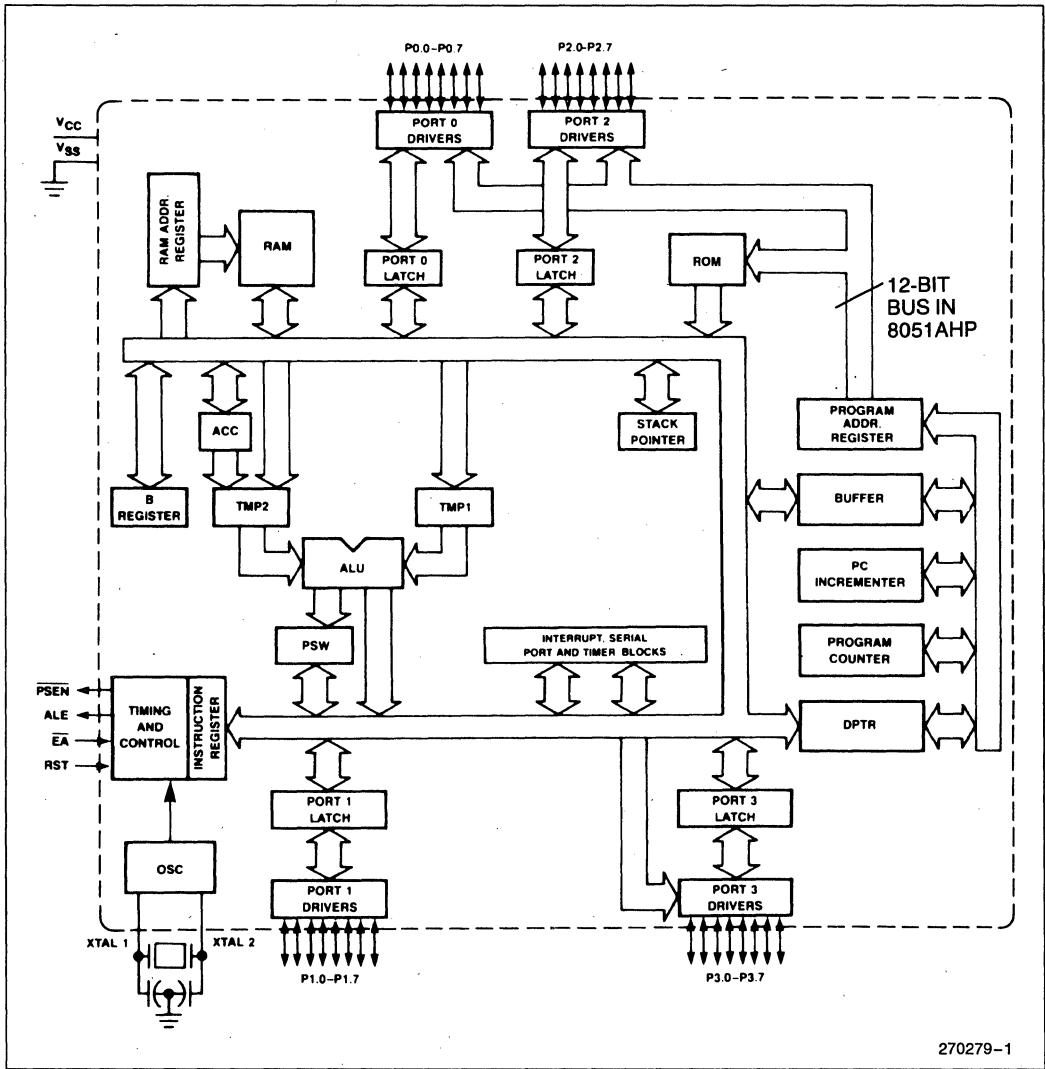 P0.0–P0.7
P2.0–P2.7
VCC
VSS
PORT 0
DRIVERS
PORT 2
DRIVERS
RAM ADDR.
REGISTER
RAM
PORT 0
LATCH
PORT 2
LATCH
ROM
12-BIT
BUS IN
8051AHP
ACC
STACK
POINTER
PROGRAM
ADDR.
REGISTER
B
REGISTER
TMP2
TMP1
BUFFER
ALU
PC
INCREMENTER
PSW
INTERRUPT, SERIAL
PORT AND TIMER BLOCKS
PROGRAM
COUNTER
PSEN
ALE
EA
RST
TIMING
AND
CONTROL
INSTRUCTION
REGISTER
DPTR
PORT 1
LATCH
PORT 3
LATCH
OSC
PORT 1
DRIVERS
PORT 3
DRIVERS
XTAL 1
XTAL 2
P1.0–P1.7
P3.0–P3.7
270279–1